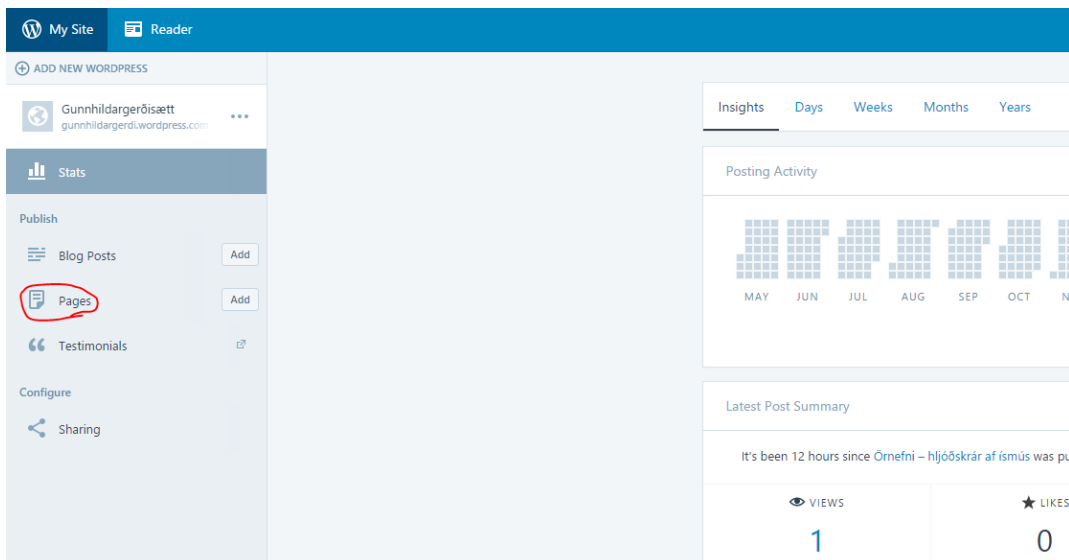 My Site Reader
ADD NEW WORDPRESS
Gunnhildargerðisætt
gunnhildargerdi.wordpress.com
Stats
Publish
Blog Posts Add
Pages Add
Testimonials
Configure
Sharing
Insights Days Weeks Months Years
Posting Activity
MAY JUN JUL AUG SEP OCT N
Latest Post Summary
It's been 12 hours since Örnefni – hljóðskrár af ísmús was pu
VIEWS LIKES
1 0